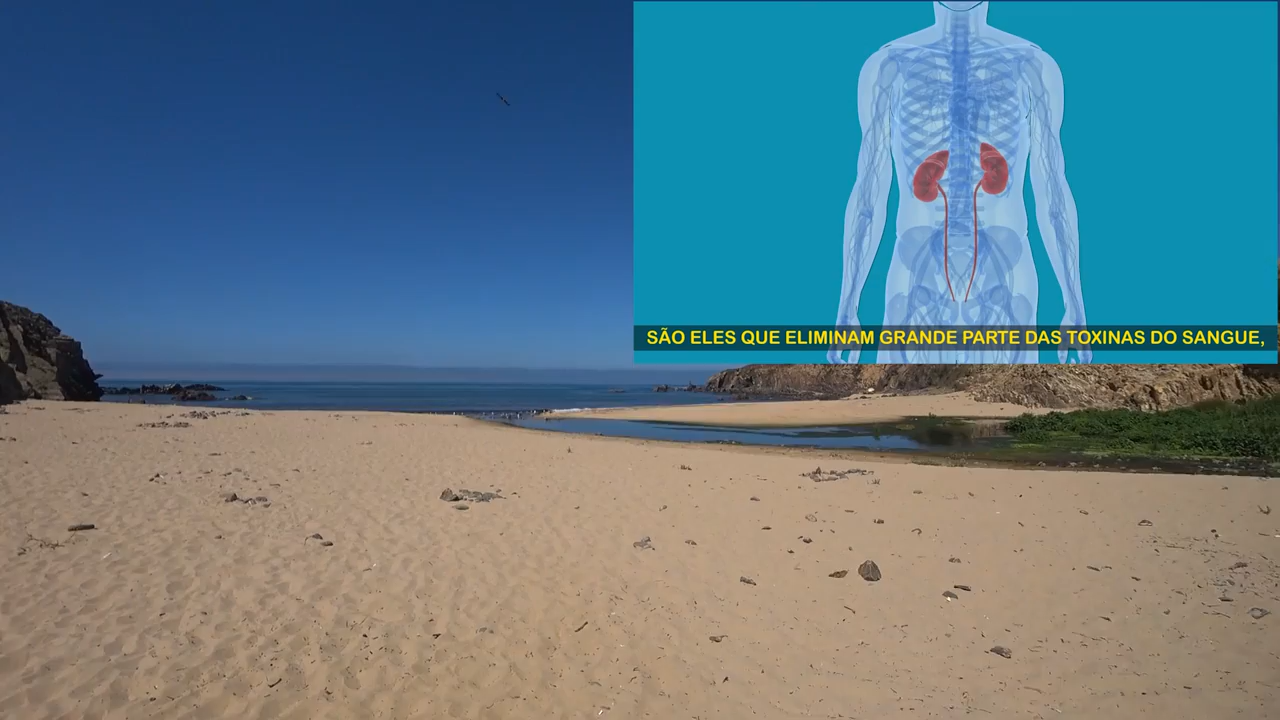 SÃO ELES QUE ELIMINAM GRANDE PARTE DAS TOXINAS DO SANGUE,